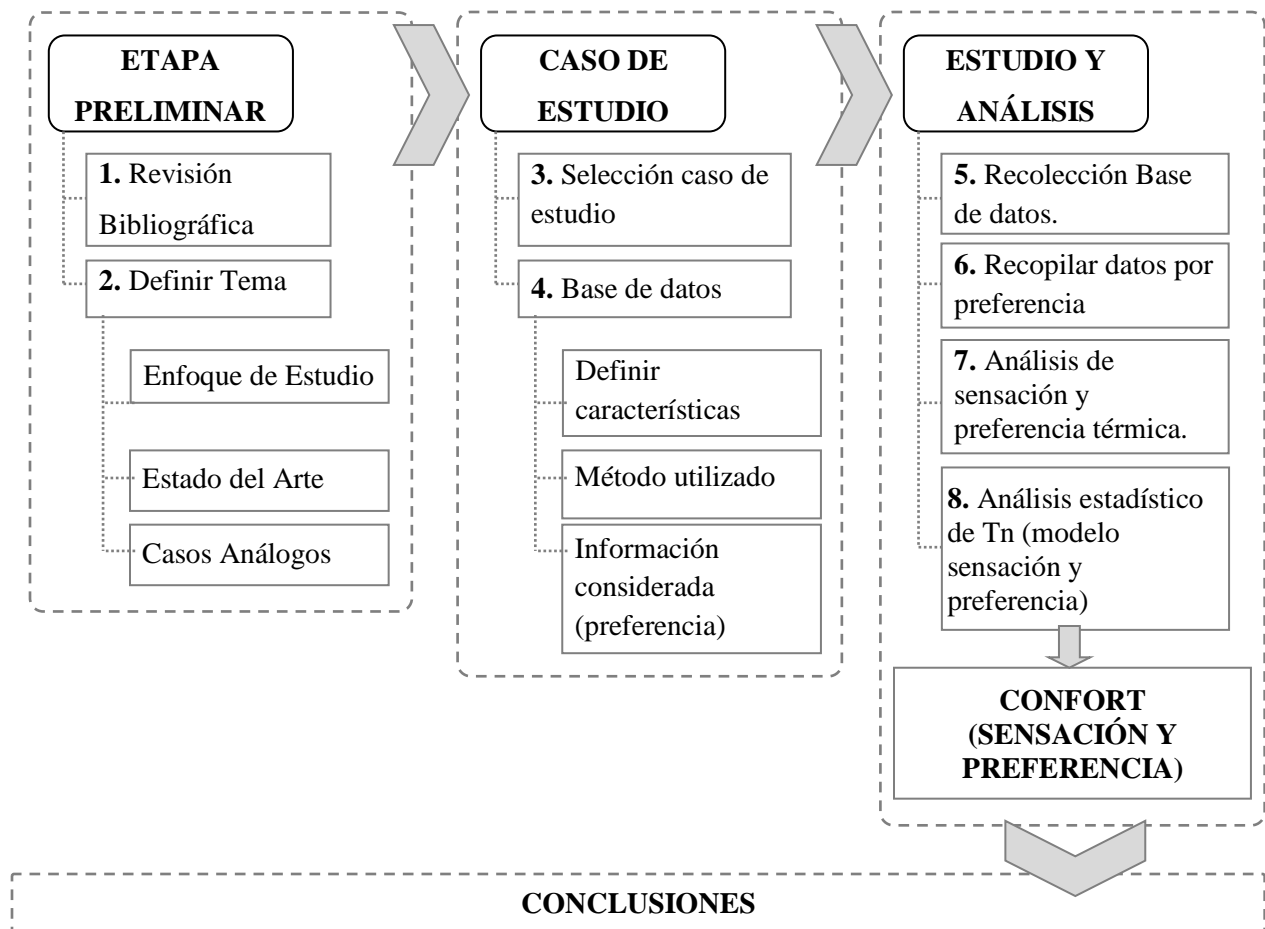 ETAPA
PRELIMINAR
1. Revisión
Bibliográfica
2. Definir Tema
Enfoque de Estudio
Estado del Arte
Casos Análogos
CASO DE
ESTUDIO
3. Selección caso de
estudio
4. Base de datos
Definir
características
Método utilizado
Información
considerada
(preferencia)
ESTUDIO Y
ANÁLISIS
5. Recolección Base
de datos.
6. Recopilar datos por
preferencia
7. Análisis de
sensación y
preferencia térmica.
8. Análisis estadístico
de Tn (modelo
sensación y
preferencia)
CONFORT
(SENSACIÓN Y
PREFERENCIA)
CONCLUSIONES